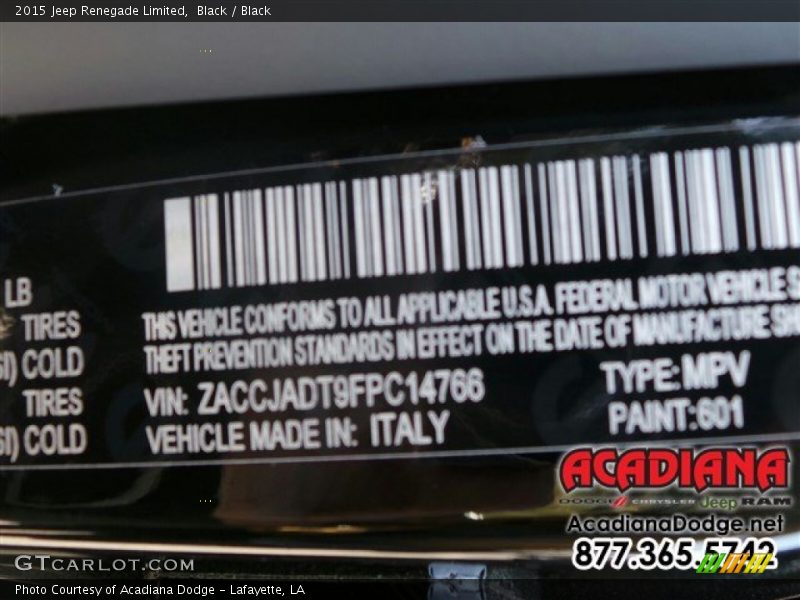 2015 Jeep Renegade Limited, Black / Black
LB
TIRES
SI) COLD
TIRES
SI) COLD
THIS VEHICLE CONFORMS TO ALL APPLICABLE U.S.A. FEDERAL MOTOR VEHICLE S
THEFT PREVENTION STANDARDS IN EFFECT ON THE DATE OF MANUFACTURE SH
VIN: ZACCJADT9FPC14766 TYPE: MPV
VEHICLE MADE IN: ITALY PAINT: 601
ACADIANA
DODGE CHRYSLER Jeep RAM
AcadianaDodge.net
877.365.5742
GTCARLOT.COM
Photo Courtesy of Acadiana Dodge - Lafayette, LA